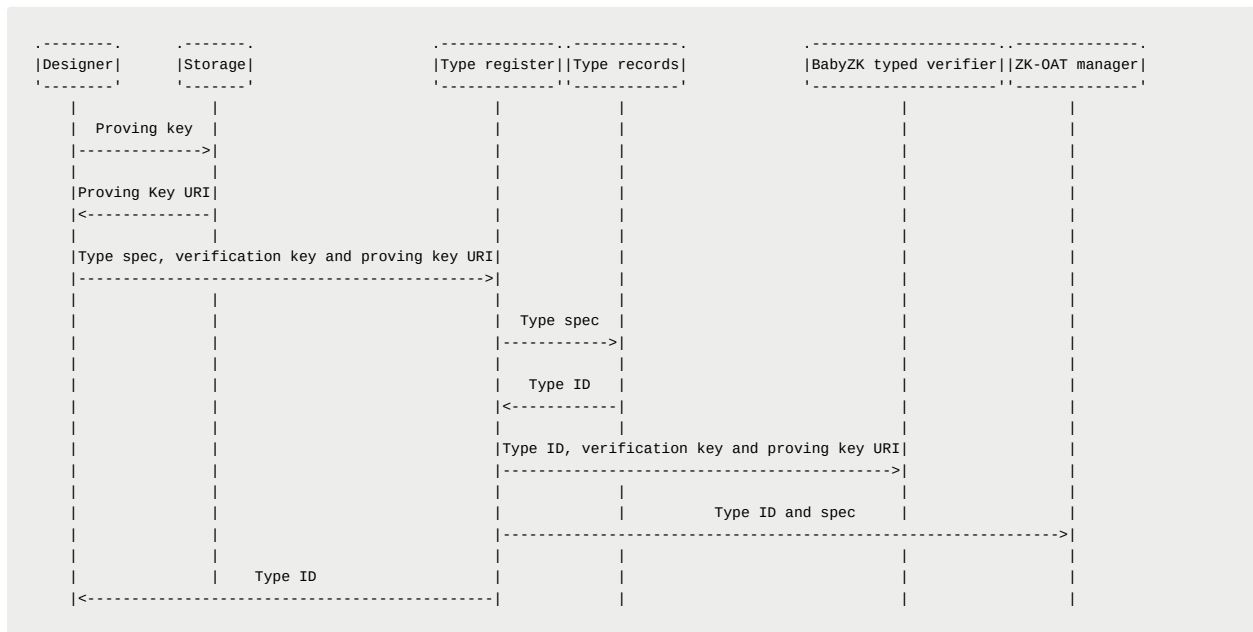 Designer Storage Type register Type records BabyZK typed verifier ZK-OAT manager
Proving key
Proving Key URI
Type spec, verification key and proving key URI
Type spec
Type ID
Type ID, verification key and proving key URI
Type ID and spec
Type ID